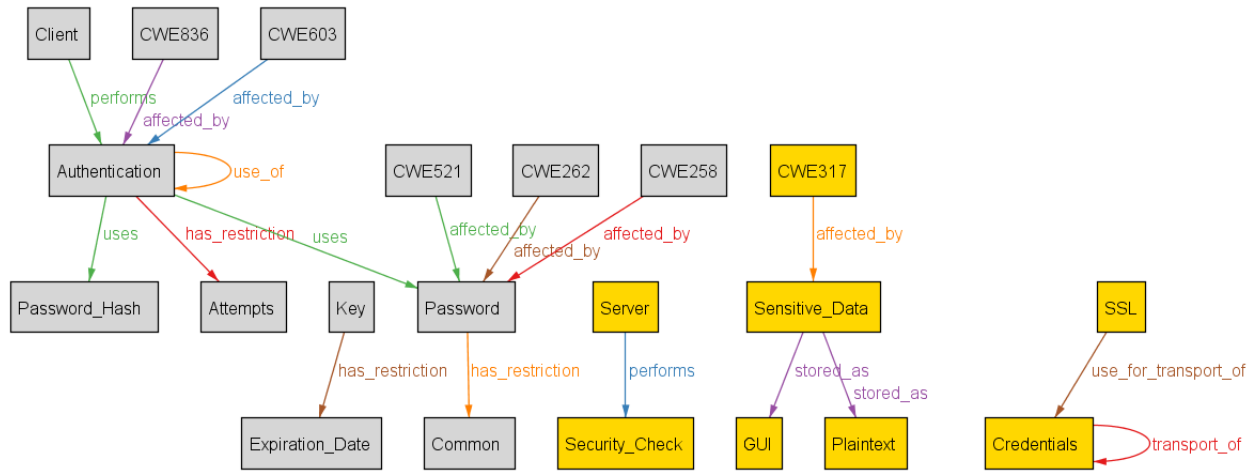 Client
CWE836
CWE603
performs
affected_by
affected_by
Authentication
use_of
CWE521
CWE262
CWE258
CWE317
uses
has_restriction
uses
affected_by
affected_by
affected_by
affected_by
Password_Hash
Attempts
Key
Password
Server
Sensitive_Data
SSL
has_restriction
has_restriction
performs
stored_as
stored_as
use_for_transport_of
Expiration_Date
Common
Security_Check
GUI
Plaintext
Credentials
transport_of